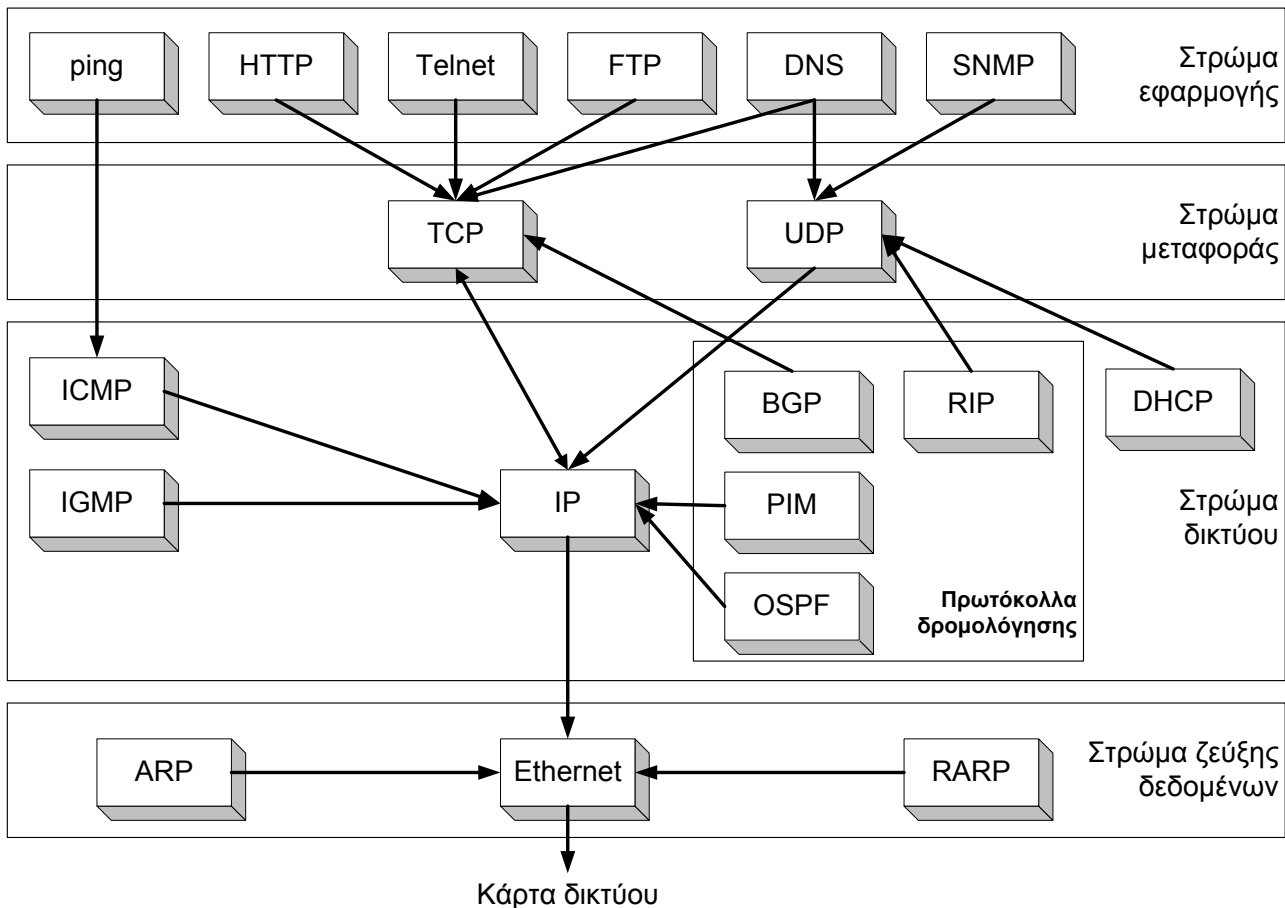 ping
HTTP
Telnet
FTP
DNS
SNMP
Στρώμα
εφαρμογής
TCP
UDP
Στρώμα
μεταφοράς
ICMP
BGP
RIP
DHCP
IGMP
IP
PIM
Στρώμα
δικτύου
OSPF
Πρωτόκολλα
δρομολόγησης
ARP
Ethernet
RARP
Στρώμα ζεύξης
δεδομένων
Κάρτα δικτύου